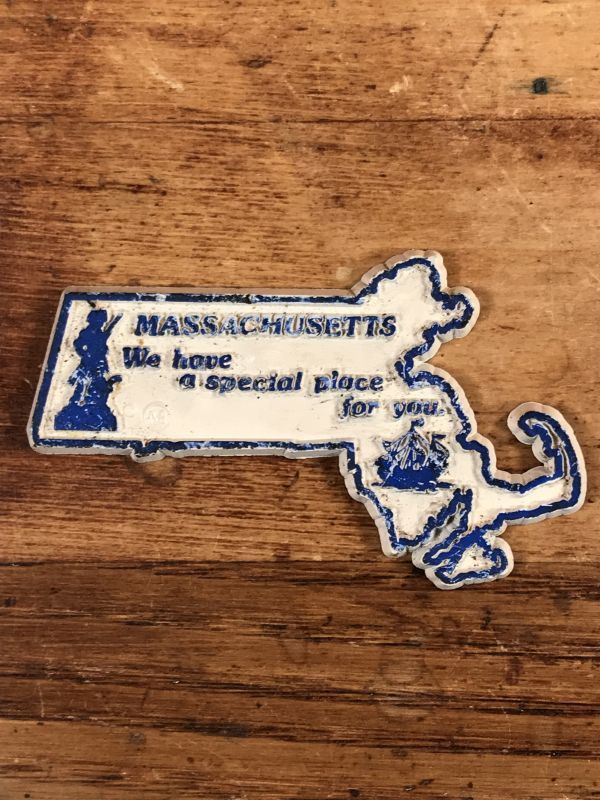 MASSACHUSETTS
We have
a special place
for you.